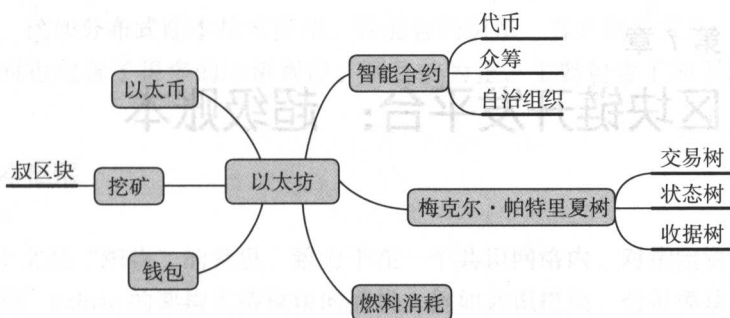 代币
众筹
自治组织
智能合约
以太币
叔区块
挖矿
以太坊
梅克尔·帕特里夏树
交易树
状态树
收据树
钱包
燃料消耗
第 7 章
区块链开发平台：超级账本